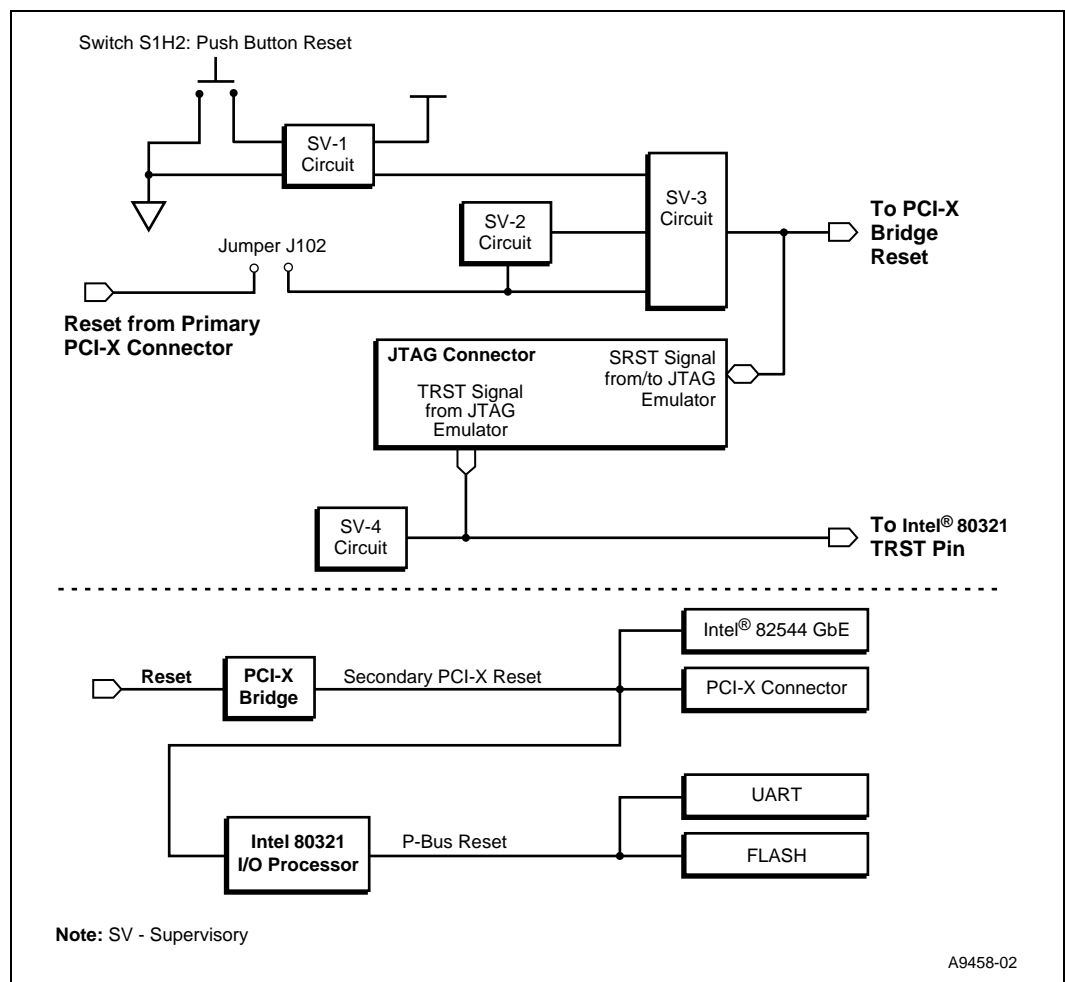 Switch S1H2: Push Button Reset
SV-1
Circuit
SV-2
Circuit
SV-3
Circuit
To PCI-X
Bridge
Reset
Jumper J102
Reset from Primary
PCI-X Connector
JTAG Connector
SRST Signal
from/to JTAG
Emulator
TRST Signal
from JTAG
Emulator
SV-4
Circuit
To Intel® 80321
TRST Pin
Intel® 82544 GbE
Reset
PCI-X
Bridge
Secondary PCI-X Reset
PCI-X Connector
UART
Intel 80321
I/O Processor
P-Bus Reset
FLASH
Note: SV - Supervisory
A9458-02